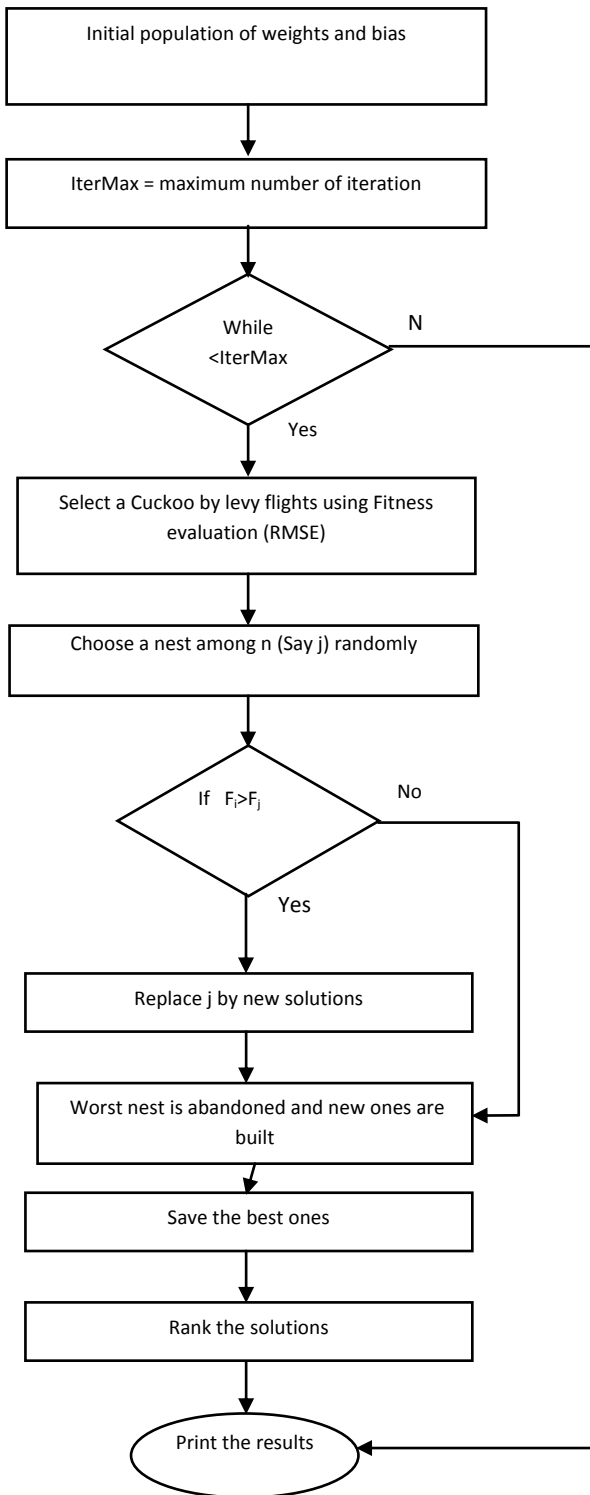 Initial population of weights and bias
IterMax = maximum number of iteration
While
<IterMax
N
Yes
Select a Cuckoo by levy flights using Fitness
evaluation (RMSE)
Choose a nest among n (Say j) randomly
If Fi>Fj
No
Yes
Replace j by new solutions
Worst nest is abandoned and new ones are
built
Save the best ones
Rank the solutions
Print the results